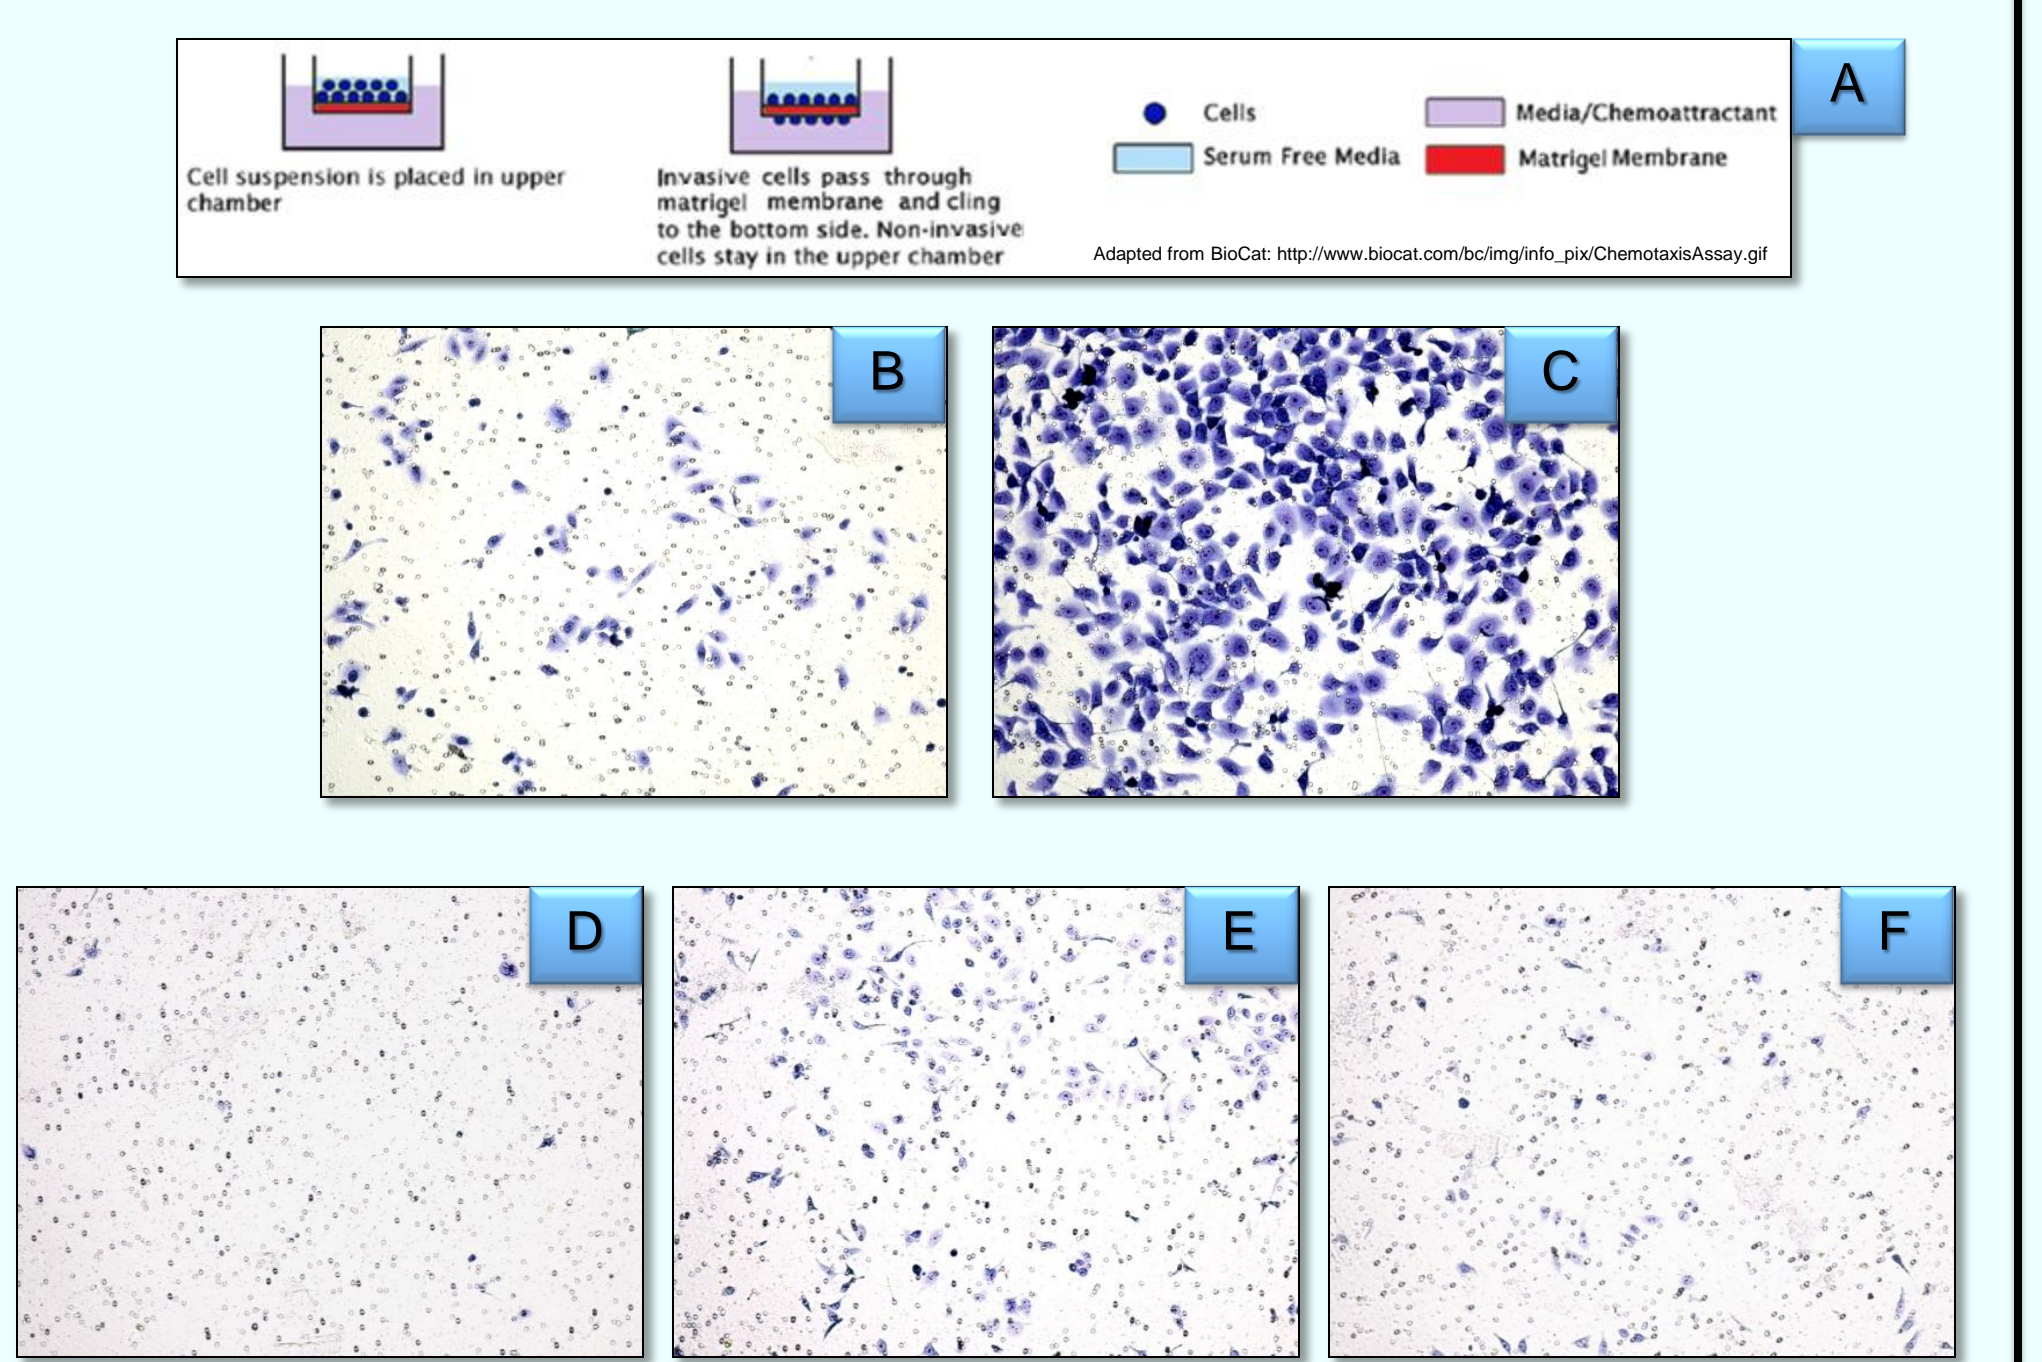 A
Cell suspension is placed in upper
chamber
Invasive cells pass through
matrigel membrane and cling
to the bottom side. Non-invasive
cells stay in the upper chamber
Cells
Serum Free Media
Media/Chemoattractant
Matrigel Membrane
Adapted from BioCat: http://www.biocat.com/bc/img/info_pix/ChemotaxisAssay.gif
B
C
D
E
F